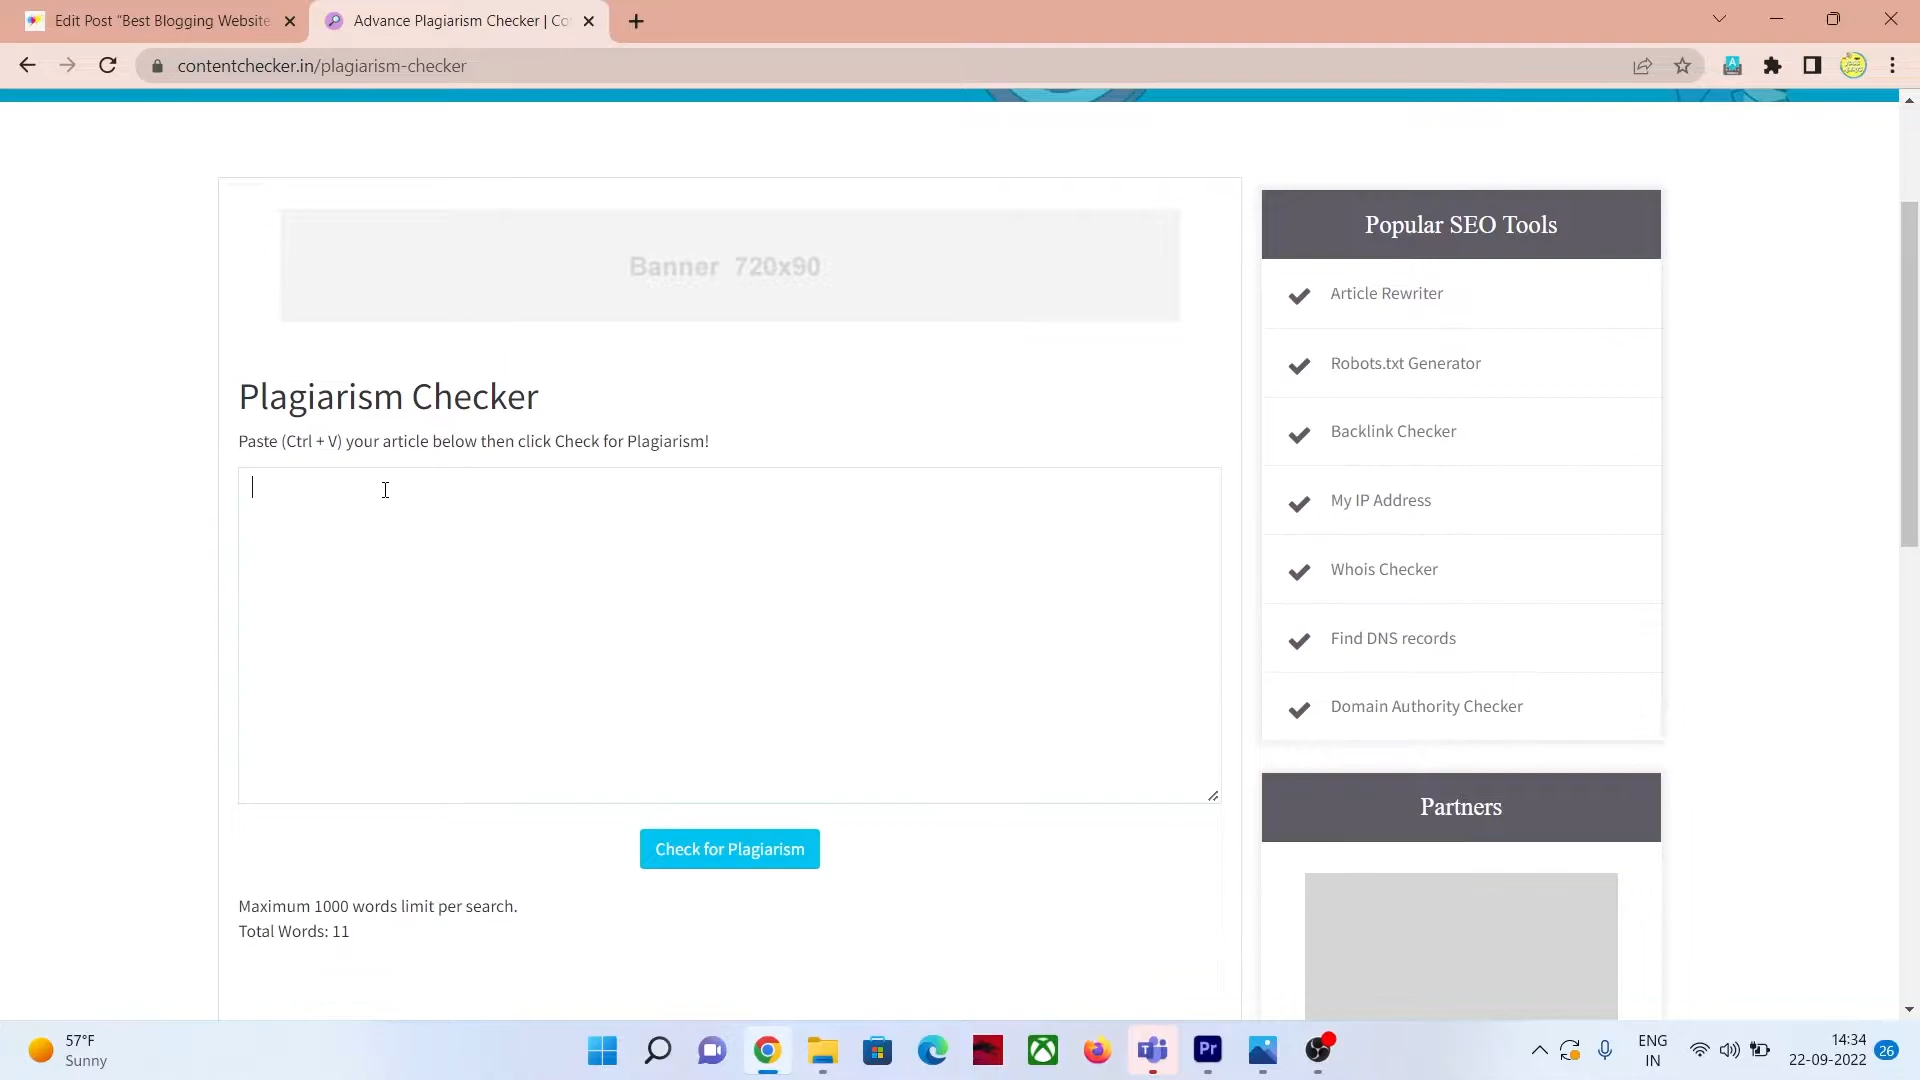 Edit Post "Best Blogging Website
Advance Plagiarism Checker | Co
contentchecker.in/plagiarism-checker
Banner 720x90
Plagiarism Checker
Paste (Ctrl + V) your article below then click Check for Plagiarism!
Check for Plagiarism
Maximum 1000 words limit per search.
Total Words: 11
Popular SEO Tools
Article Rewriter
Robots.txt Generator
Backlink Checker
My IP Address
Whois Checker
Find DNS records
Domain Authority Checker
Partners
57°F
Sunny
Pr
ENG
IN
14:34
22-09-2022
26